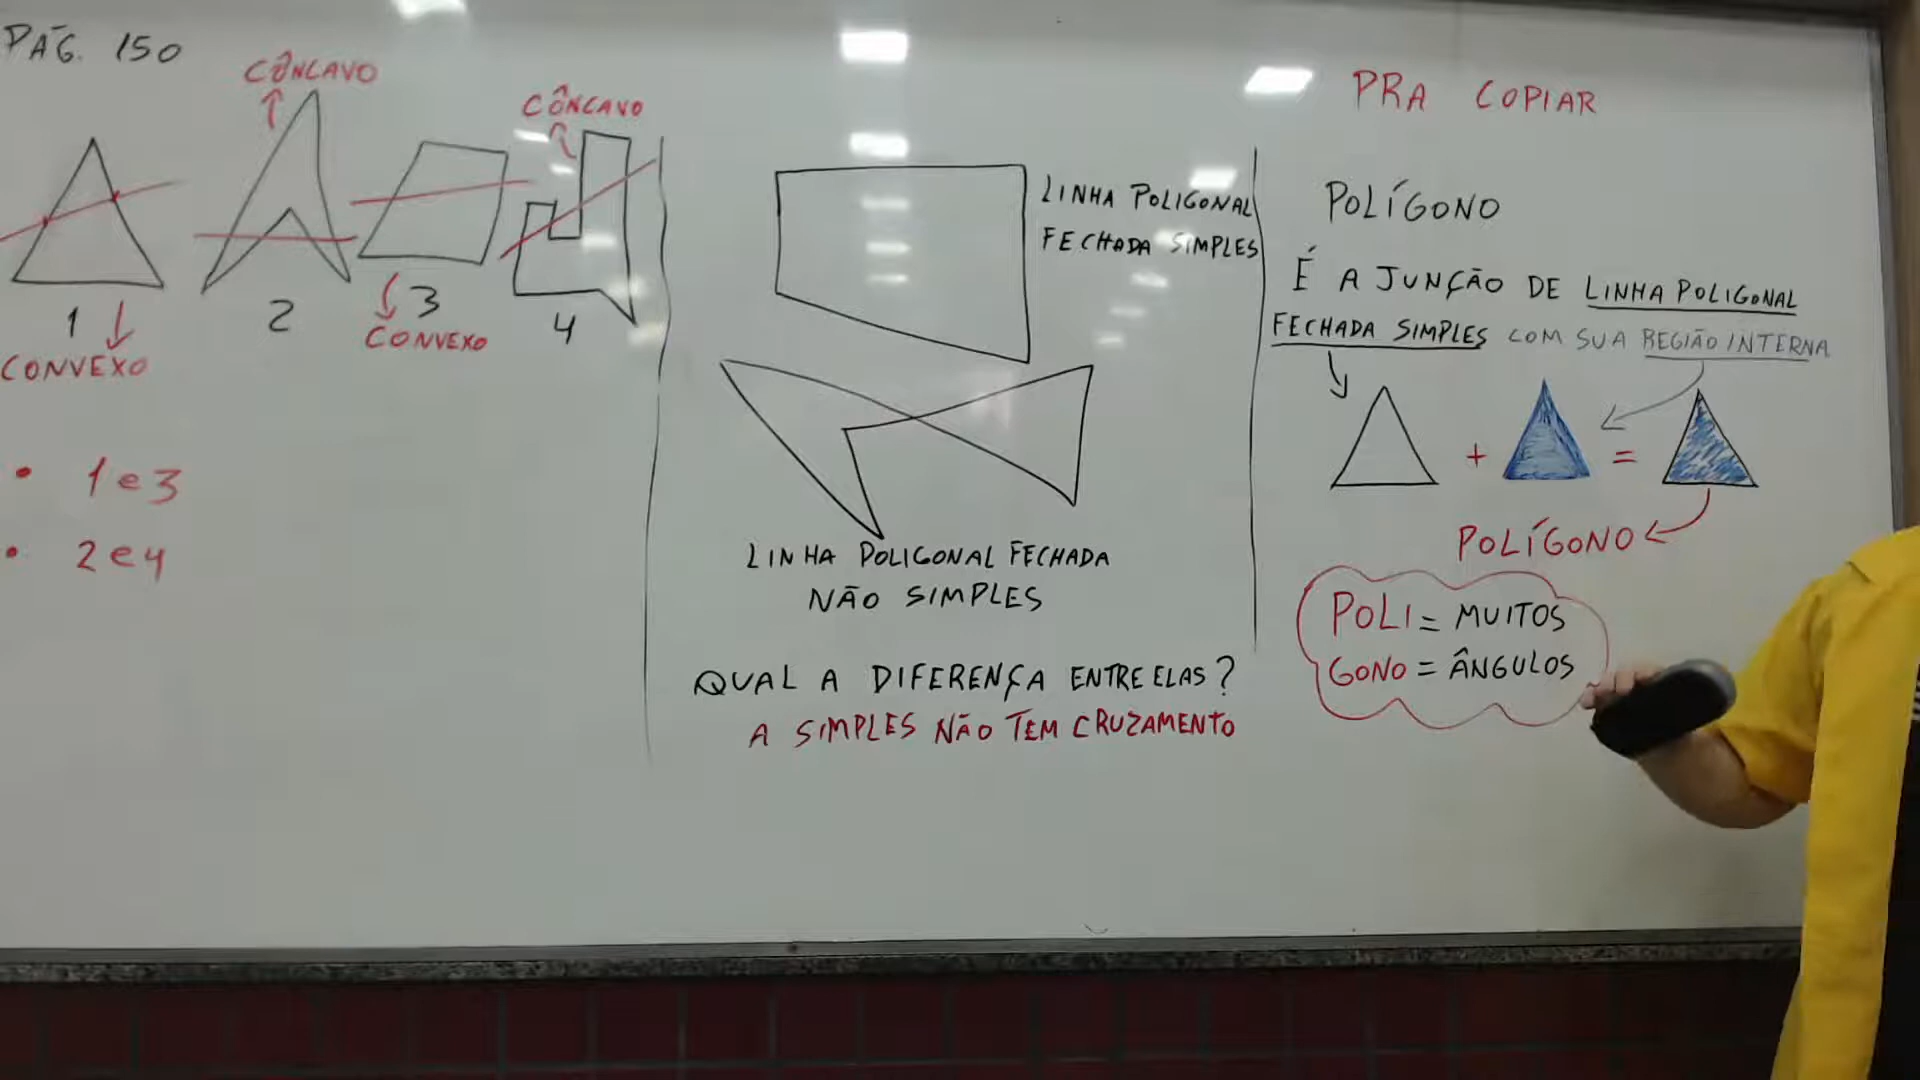 PÁG. 150
CÔNCAVO
CÔNCAVO
1
2
3
4
CONVEXO
CONVEXO
• 1 e 3
• 2 e 4
LINHA POLIGONAL
FECHADA SIMPLES
LINHA POLIGONAL FECHADA
NÃO SIMPLES
QUAL A DIFERENÇA ENTRE ELAS?
A SIMPLES NÃO TEM CRUZAMENTO
PRA COPIAR
POLÍGONO
É A JUNÇÃO DE LINHA POLIGONAL
FECHADA SIMPLES COM SUA REGIÃO INTERNA
+ =
POLÍGONO
POLI = MUITOS
GONO = ÂNGULOS